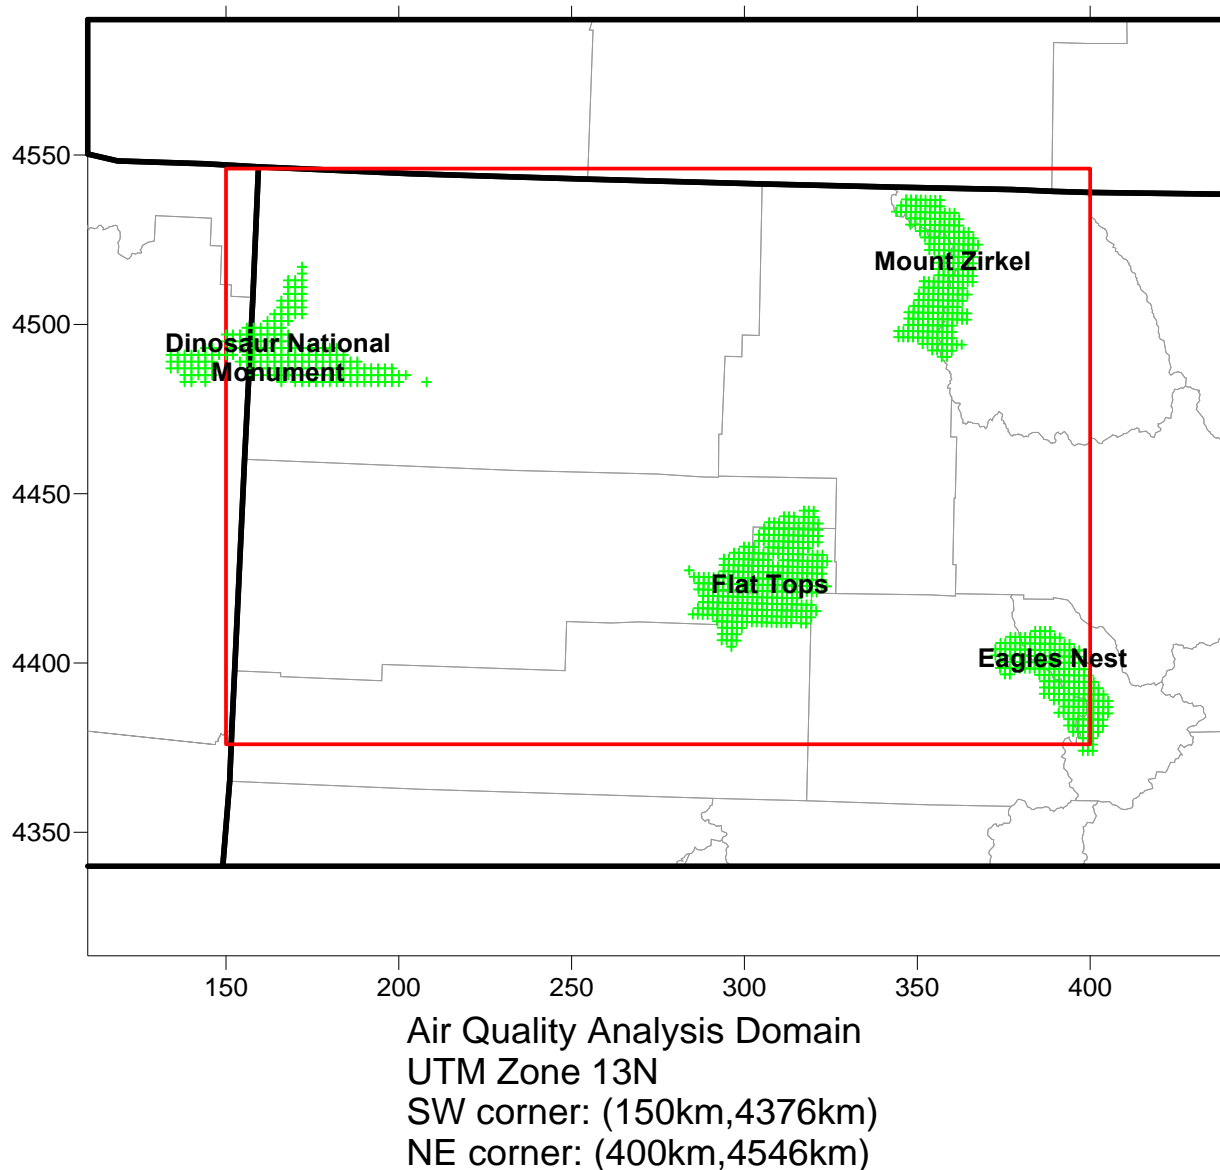 4550
Mount Zirkel
4500
Dinosaur National
Monument
4450
Flat Tops
4400
Eagles Nest
4350
150 200 250 300 350 400
Air Quality Analysis Domain
UTM Zone 13N
SW corner: (150km,4376km)
NE corner: (400km,4546km)